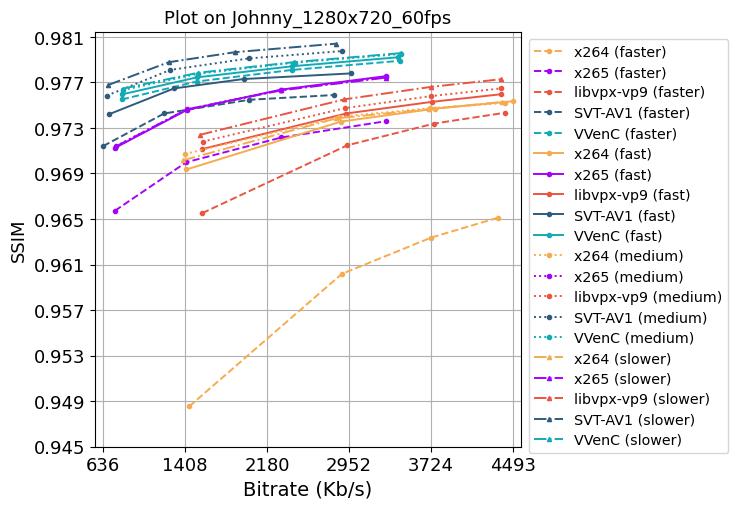 Plot on Johnny_1280x720_60fps
0.981
0.977
0.973
0.969
0.965
0.961
0.957
0.953
0.949
0.945
SSIM
636 1408 2180 2952 3724 4493
Bitrate (Kb/s)
x264 (faster)
x265 (faster)
libvpx-vp9 (faster)
SVT-AV1 (faster)
VVenC (faster)
x264 (fast)
x265 (fast)
libvpx-vp9 (fast)
SVT-AV1 (fast)
VVenC (fast)
x264 (medium)
x265 (medium)
libvpx-vp9 (medium)
SVT-AV1 (medium)
VVenC (medium)
x264 (slower)
x265 (slower)
libvpx-vp9 (slower)
SVT-AV1 (slower)
VVenC (slower)